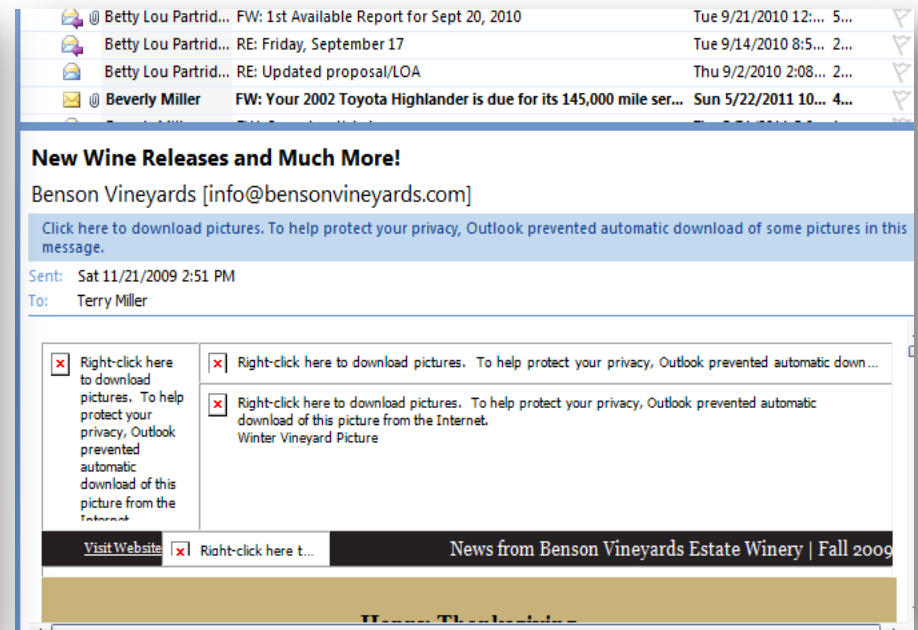 Betty Lou Partrid... FW: 1st Available Report for Sept 20, 2010 Tue 9/21/2010 12:... 5...
Betty Lou Partrid... RE: Friday, September 17 Tue 9/14/2010 8:5... 2...
Betty Lou Partrid... RE: Updated proposal/LOA Thu 9/2/2010 2:08... 2...
Beverly Miller FW: Your 2002 Toyota Highlander is due for its 145,000 mile ser... Sun 5/22/2011 10... 4...
New Wine Releases and Much More!
Benson Vineyards [info@bensonvineyards.com]
Click here to download pictures. To help protect your privacy, Outlook prevented automatic download of some pictures in this
message.
Sent: Sat 11/21/2009 2:51 PM
To: Terry Miller
Right-click here
to download
pictures. To help
protect your
privacy, Outlook
prevented
automatic
download of this
picture from the
Internet.
Right-click here to download pictures. To help protect your privacy, Outlook prevented automatic down...
Right-click here to download pictures. To help protect your privacy, Outlook prevented automatic
download of this picture from the Internet.
Winter Vineyard Picture
Visit Website Right-click here t... News from Benson Vineyards Estate Winery | Fall 2009
Happy Thanksgiving